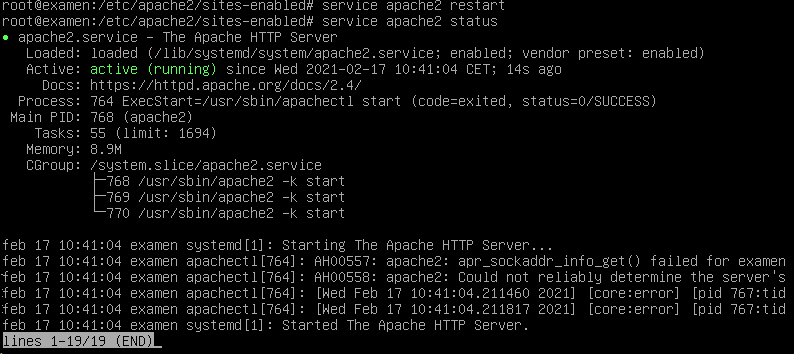 root@examen:/etc/apache2/sites-enabled# service apache2 restart
root@examen:/etc/apache2/sites-enabled# service apache2 status
● apache2.service - The Apache HTTP Server
Loaded: loaded (/lib/systemd/system/apache2.service; enabled; vendor preset: enabled)
Active: active (running) since Wed 2021-02-17 10:41:04 CET; 14s ago
Docs: https://httpd.apache.org/docs/2.4/
Process: 764 ExecStart=/usr/sbin/apachectl start (code=exited, status=0/SUCCESS)
Main PID: 768 (apache2)
Tasks: 55 (limit: 1694)
Memory: 8.9M
CGroup: /system.slice/apache2.service
├─768 /usr/sbin/apache2 -k start
├─769 /usr/sbin/apache2 -k start
└─770 /usr/sbin/apache2 -k start

feb 17 10:41:04 examen systemd[1]: Starting The Apache HTTP Server...
feb 17 10:41:04 examen apachectl[764]: AH00557: apache2: apr_sockaddr_info_get() failed for examen
feb 17 10:41:04 examen apachectl[764]: AH00558: apache2: Could not reliably determine the server's
feb 17 10:41:04 examen apachectl[764]: [Wed Feb 17 10:41:04.211460 2021] [core:error] [pid 767:tid
feb 17 10:41:04 examen apachectl[764]: [Wed Feb 17 10:41:04.211817 2021] [core:error] [pid 767:tid
feb 17 10:41:04 examen systemd[1]: Started The Apache HTTP Server.
lines 1-19/19 (END)